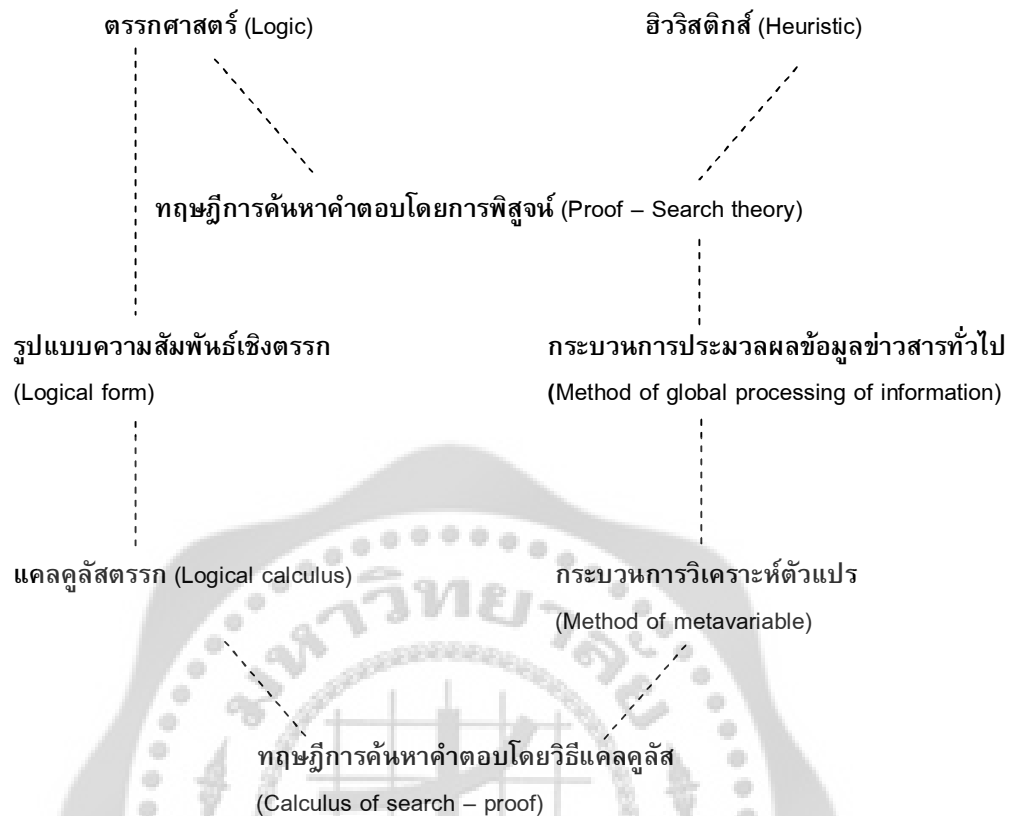 ตรรกศาสตร์ (Logic)
ฮิวริสติกส์ (Heuristic)
ทฤษฎีการค้นหาคำตอบโดยการพิสูจน์ (Proof – Search theory)
รูปแบบความสัมพันธ์เชิงตรรก
(Logical form)
กระบวนการประมวลผลข้อมูลข่าวสารทั่วไป
(Method of global processing of information)
แคลคูลัสตรรก (Logical calculus)
กระบวนการวิเคราะห์ตัวแปร
(Method of metavariable)
มหาวิทยาลัย
ทฤษฎีการค้นหาคำตอบโดยวิธีแคลคูลัส
(Calculus of search – proof)